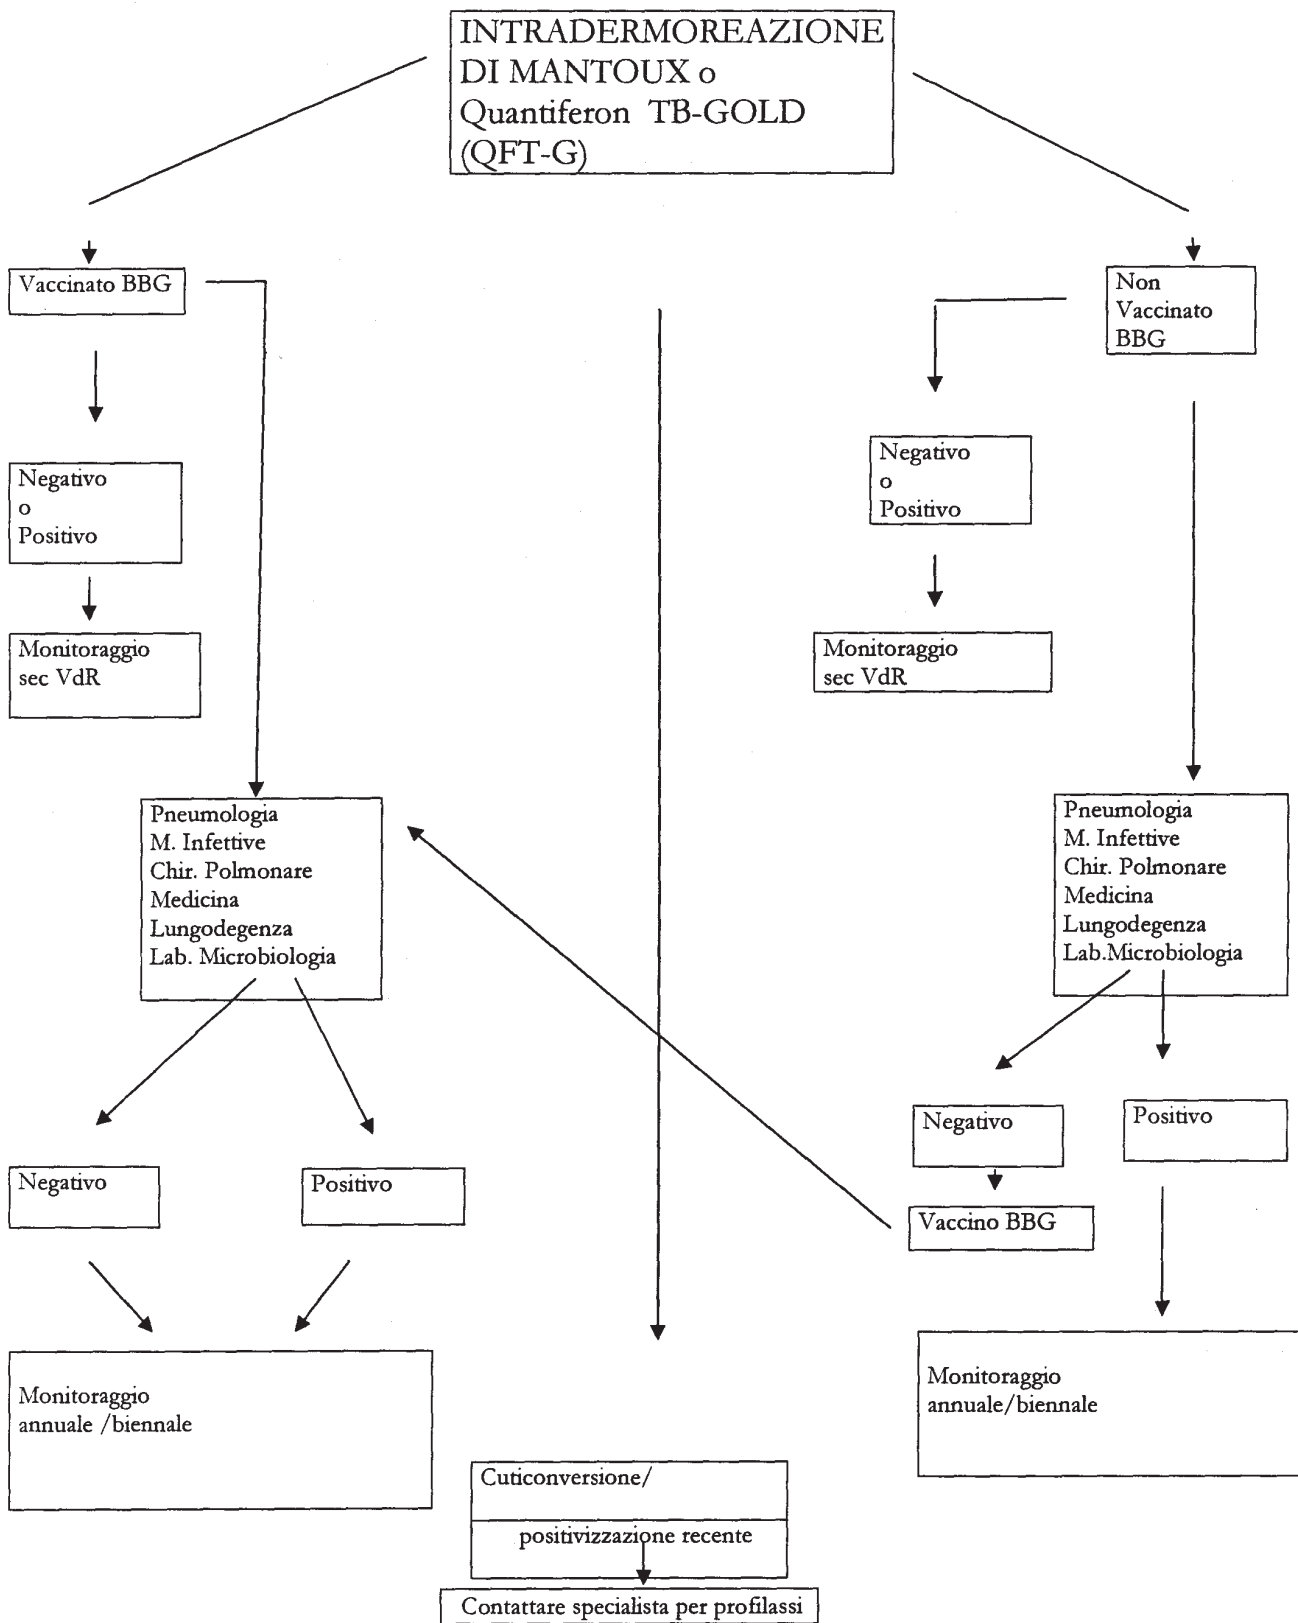 INTRADERMOREAZIONE
DI MANTOUX o
Quantiferon TB-GOLD
(QFT-G)
Vaccinato BBG
Non
Vaccinato
BBG
Negativo
o
Positivo
Negativo
o
Positivo
Monitoraggio
sec VdR
Monitoraggio
sec VdR
Pneumologia
M. Infettive
Chir. Polmonare
Medicina
Lungodegenza
Lab. Microbiologia
Pneumologia
M. Infettive
Chir. Polmonare
Medicina
Lungodegenza
Lab.Microbiologia
Negativo
Positivo
Negativo
Positivo
Vaccino BBG
Monitoraggio
annuale /biennale
Monitoraggio
annuale/biennale
Cuticonversione/
positivizzazione recente
Contattare specialista per profilassi